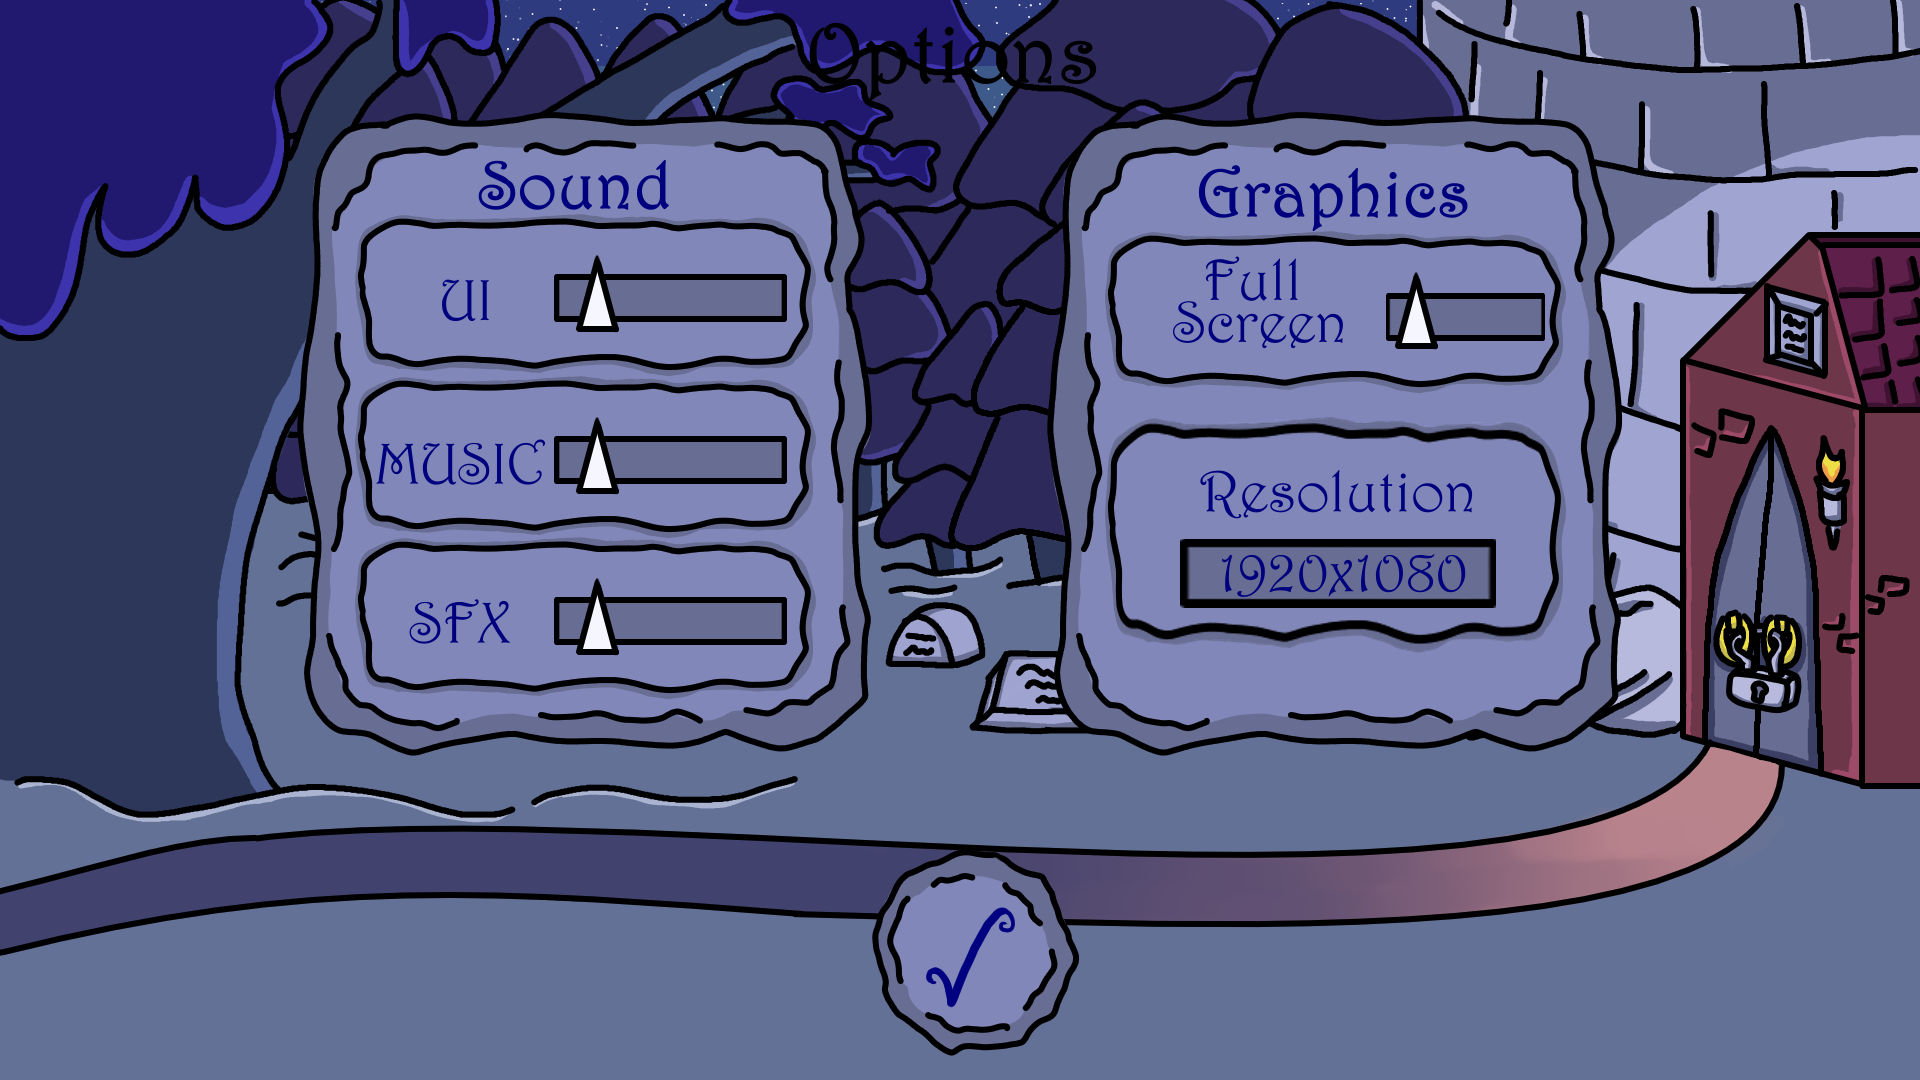 Options
Sound
UI
MUSIC
SFX
Graphics
Full
Screen
Resolution
1920x1080